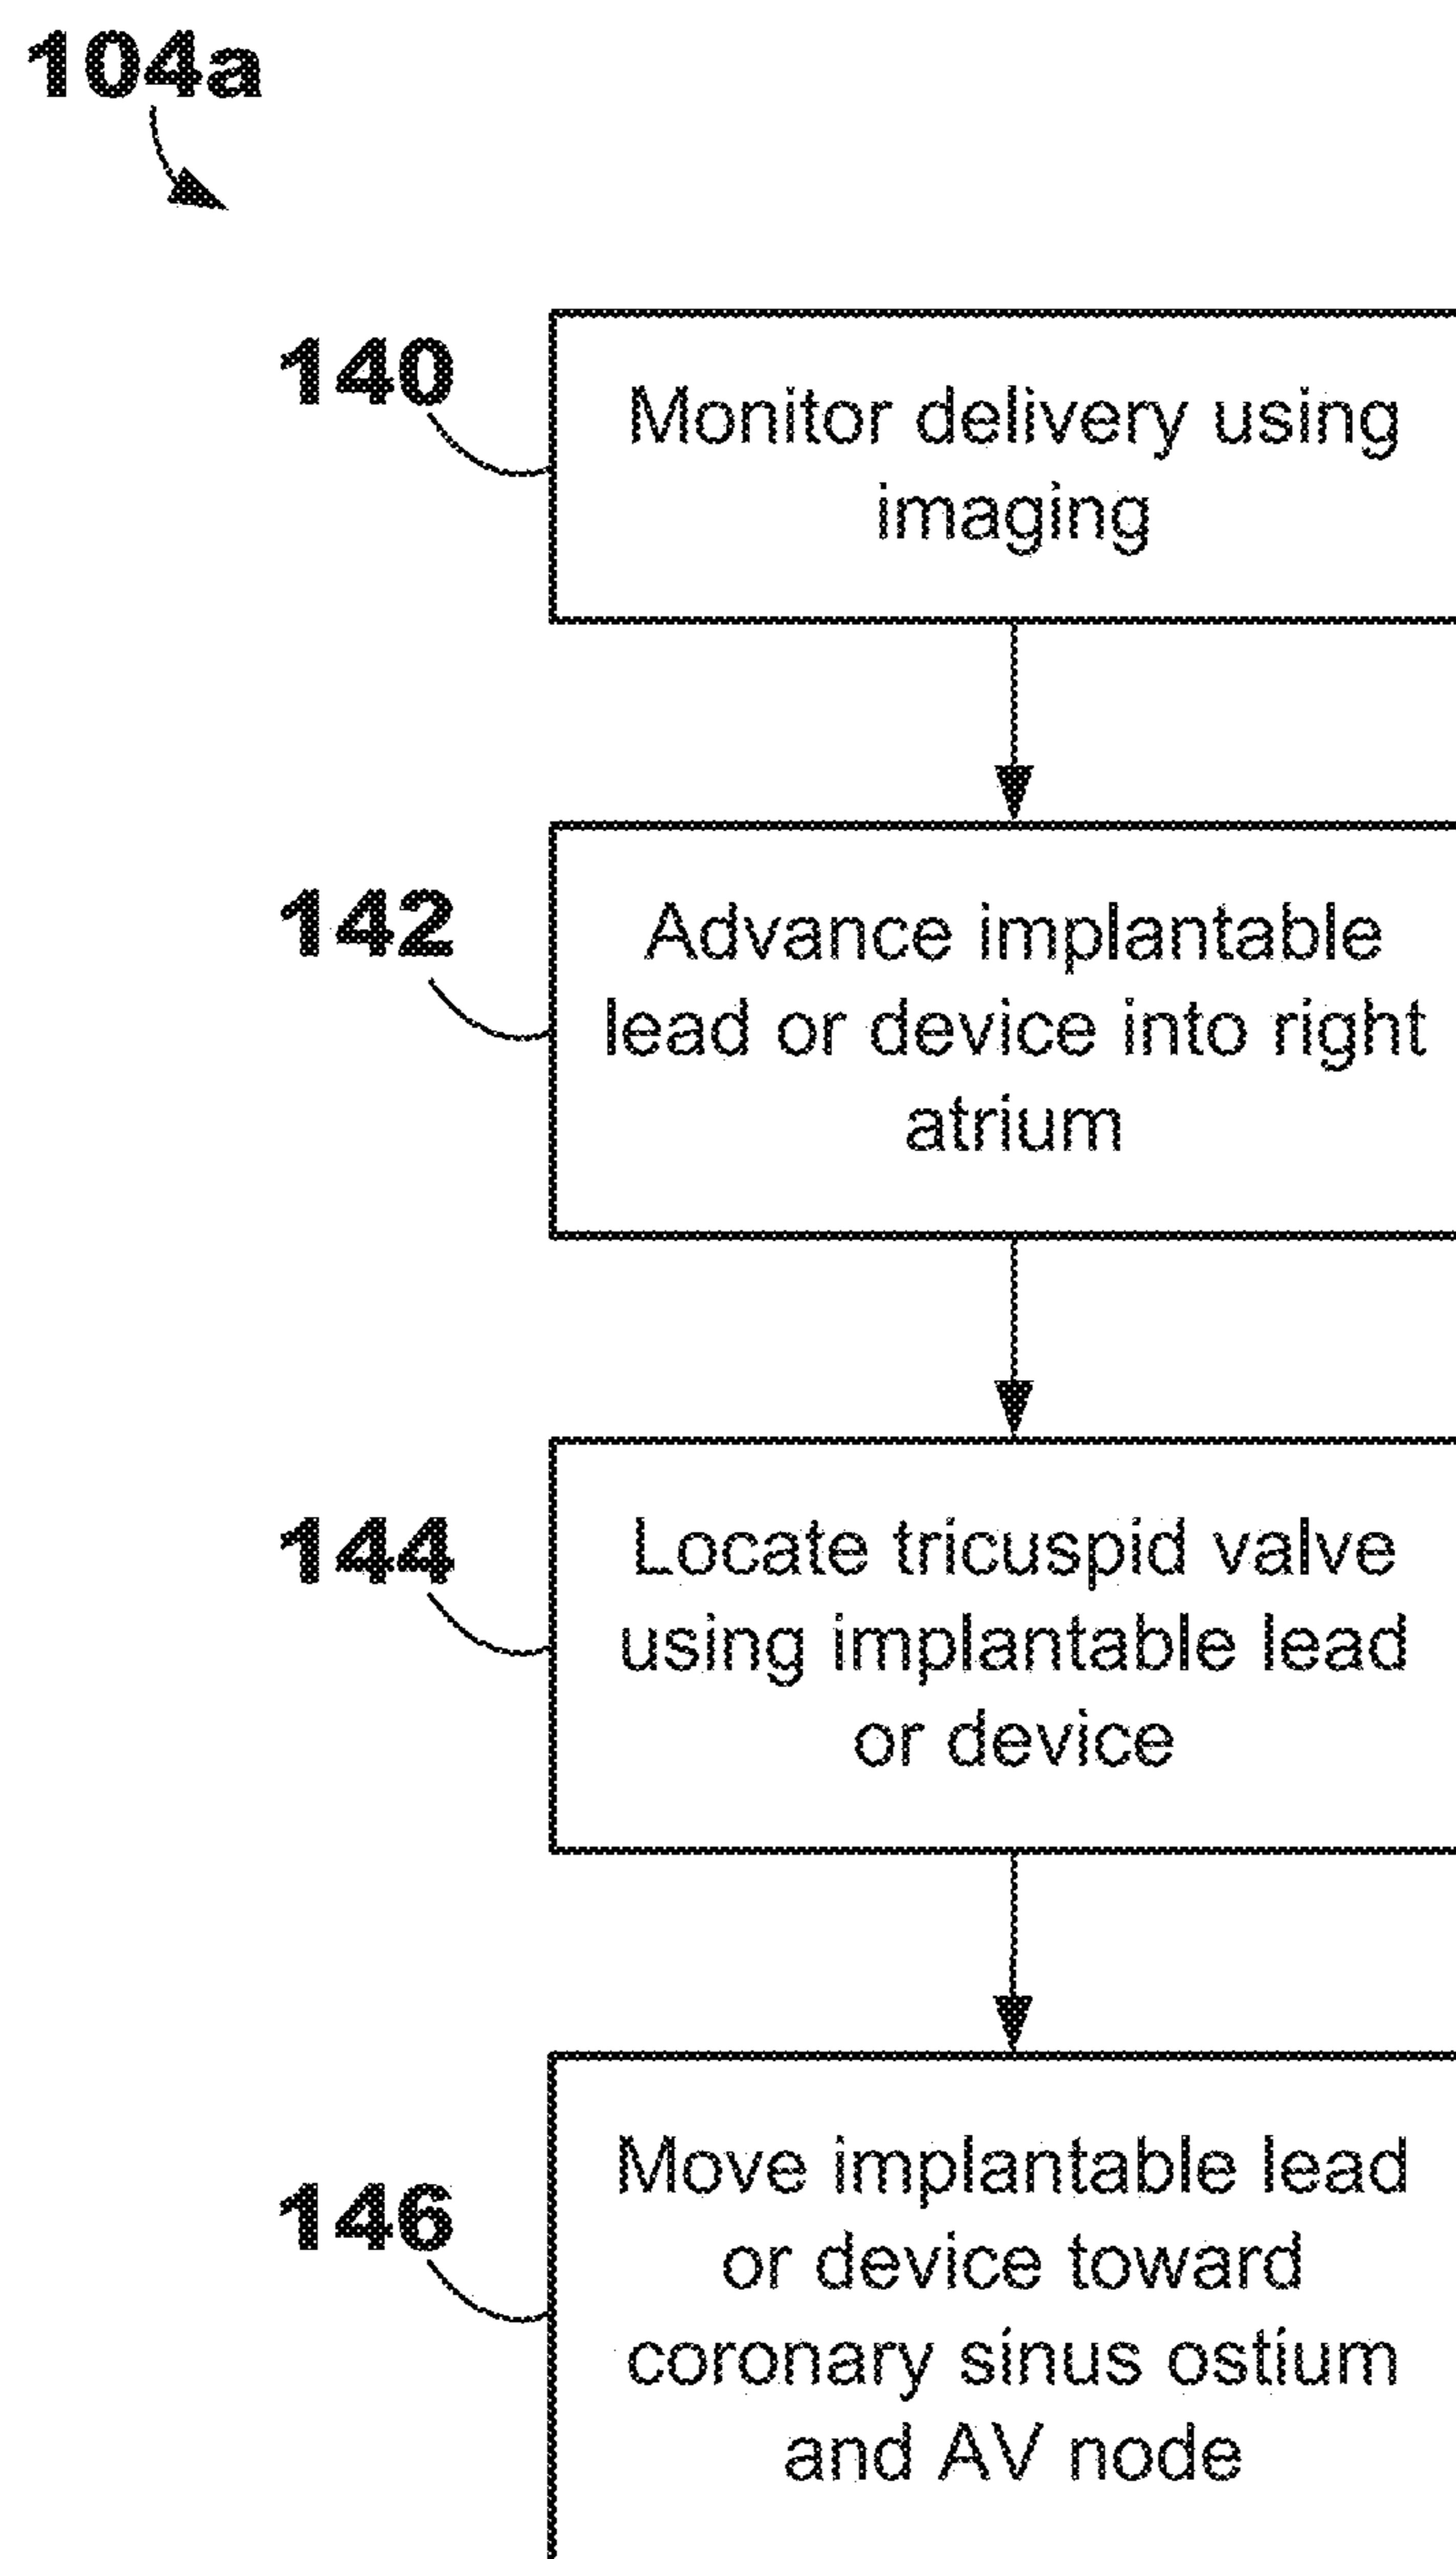 104a
140
Monitor delivery using
imaging
142
Advance implantable
lead or device into right
atrium
144
Locate tricuspid valve
using implantable lead
or device
146
Move implantable lead
or device toward
coronary sinus ostium
and AV node